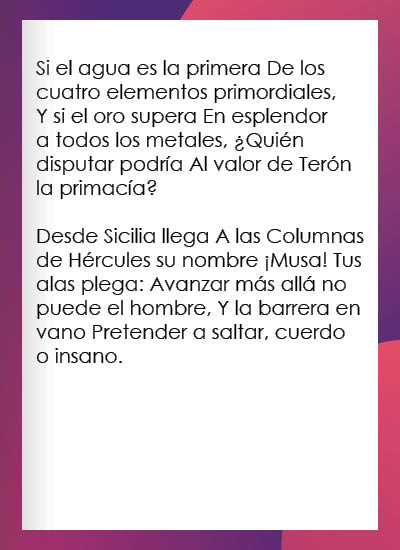 Si el agua es la primera De los
cuatro elementos primordiales,
Y si el oro supera En esplendor
a todos los metales, ¿Quién
disputar podría Al valor de Terón
la primacía?

Desde Sicilia llega A las Columnas
de Hércules su nombre ¡Musa! Tus
alas plega: Avanzar más allá no
puede el hombre, Y la barrera en
vano Pretender a saltar, cuerdo
o insano.